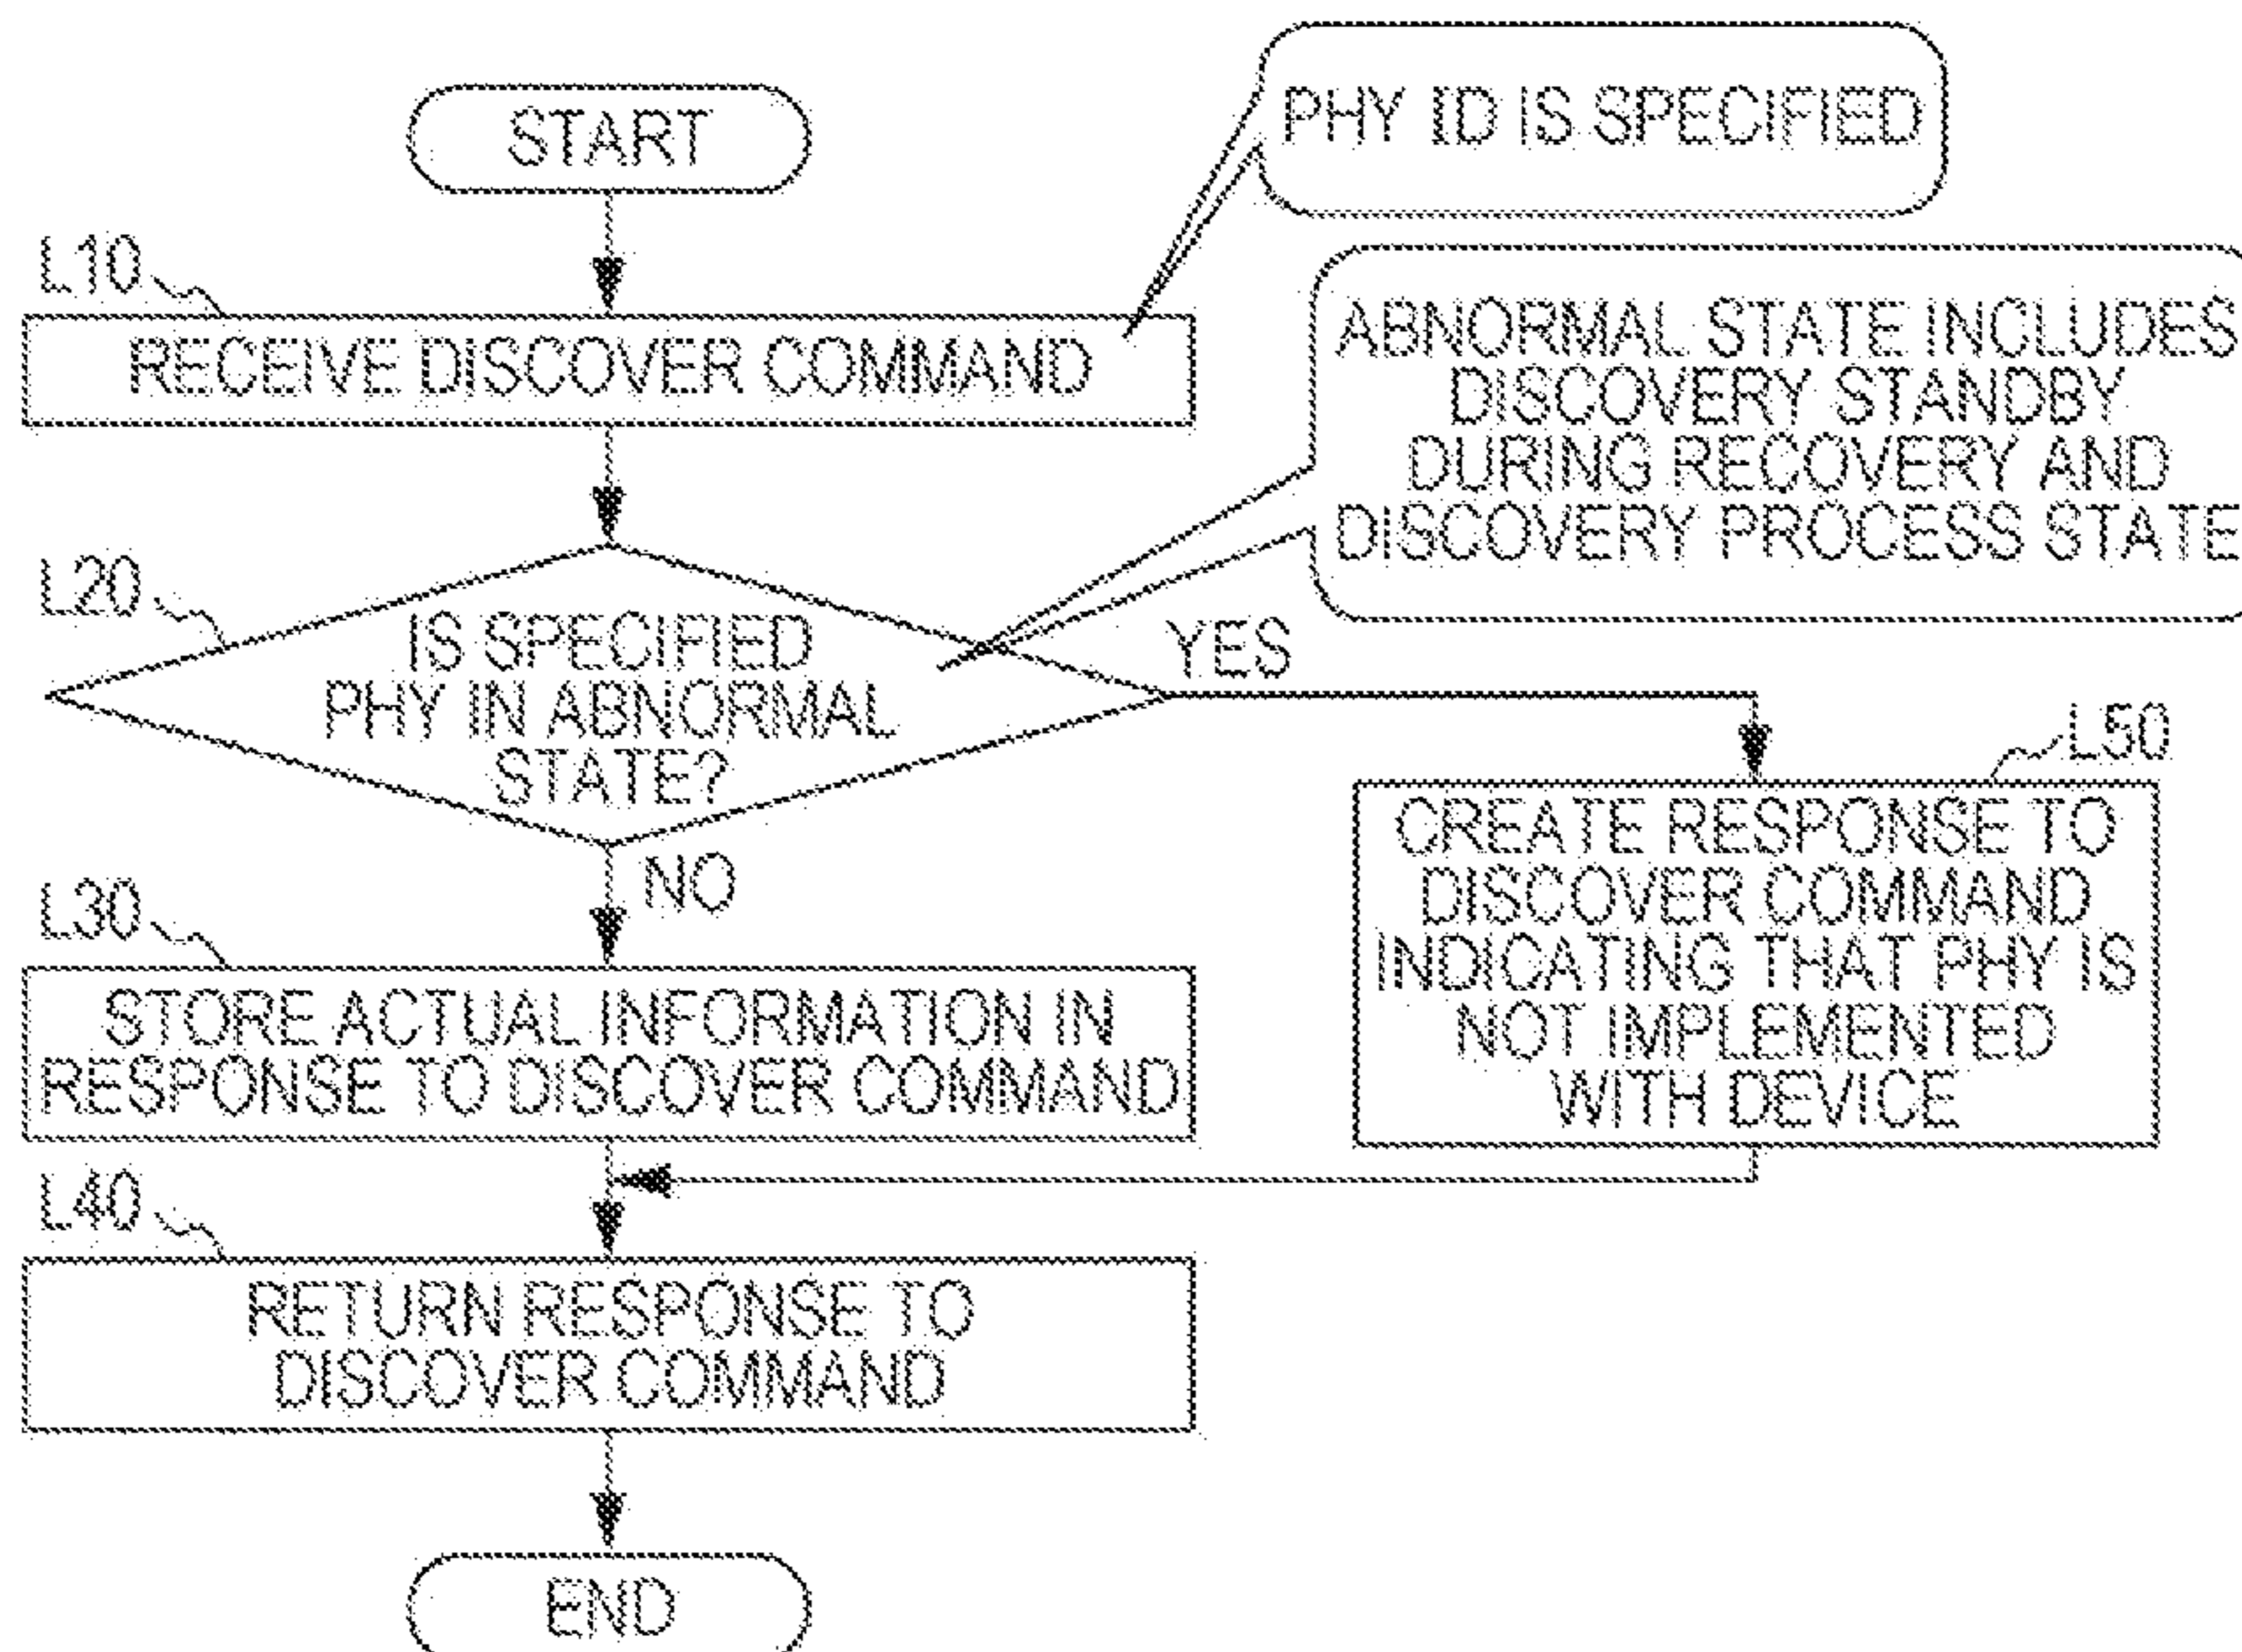 START
PHY ID IS SPECIFIED
L10
RECEIVE DISCOVER COMMAND
ABNORMAL STATE INCLUDES
DISCOVERY STANDBY
DURING RECOVERY AND
DISCOVERY PROCESS STATE
L20
IS SPECIFIED
PHY IN ABNORMAL
STATE?
YES
NO
L50
CREATE RESPONSE TO
DISCOVER COMMAND
INDICATING THAT PHY IS
NOT IMPLEMENTED
WITH DEVICE
L30
STORE ACTUAL INFORMATION IN
RESPONSE TO DISCOVER COMMAND
L40
RETURN RESPONSE TO
DISCOVER COMMAND
END